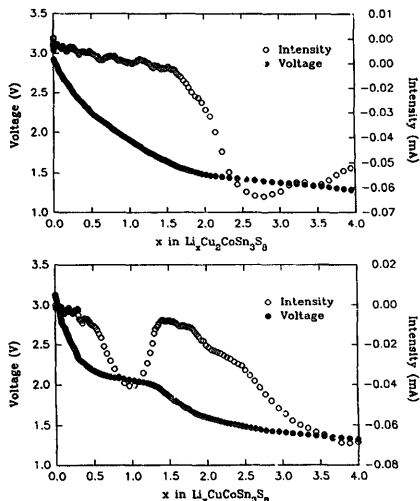 3.5 0.01
3.0 0.00
−0.01
2.5 −0.02
−0.03
2.0 −0.04
1.5 −0.05
−0.06
1.0 −0.07
Voltage (V)
Intensity (mA)
Intensity
Voltage
0.0 0.5 1.0 1.5 2.0 2.5 3.0 3.5 4.0
x in LiₓCu₂CoSn₃S₈
3.5 0.02
3.0 0.00
2.5 −0.02
2.0 −0.04
1.5 −0.06
1.0 −0.08
Voltage (V)
Intensity (mA)
Intensity
Voltage
0.0 0.5 1.0 1.5 2.0 2.5 3.0 3.5 4.0
x in LiₓCuCoSn₃S₈